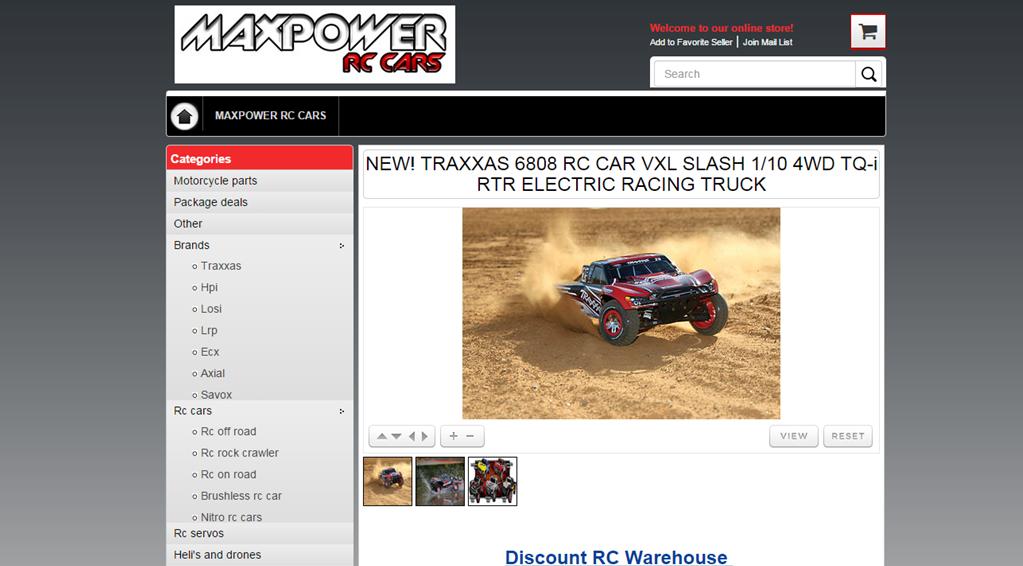 MAXPOWER
RC CARS
Welcome to our online store!
Add to Favorite Seller | Join Mail List
Search
MAXPOWER RC CARS
Categories
Motorcycle parts
Package deals
Other
Brands
Traxxas
Hpi
Losi
Lrp
Ecx
Axial
Savox
Rc cars
Rc off road
Rc rock crawler
Rc on road
Brushless rc car
Nitro rc cars
Rc servos
Heli's and drones
NEW! TRAXXAS 6808 RC CAR VXL SLASH 1/10 4WD TQ-i
RTR ELECTRIC RACING TRUCK
TRAXXAS
VIEW
RESET
Discount RC Warehouse